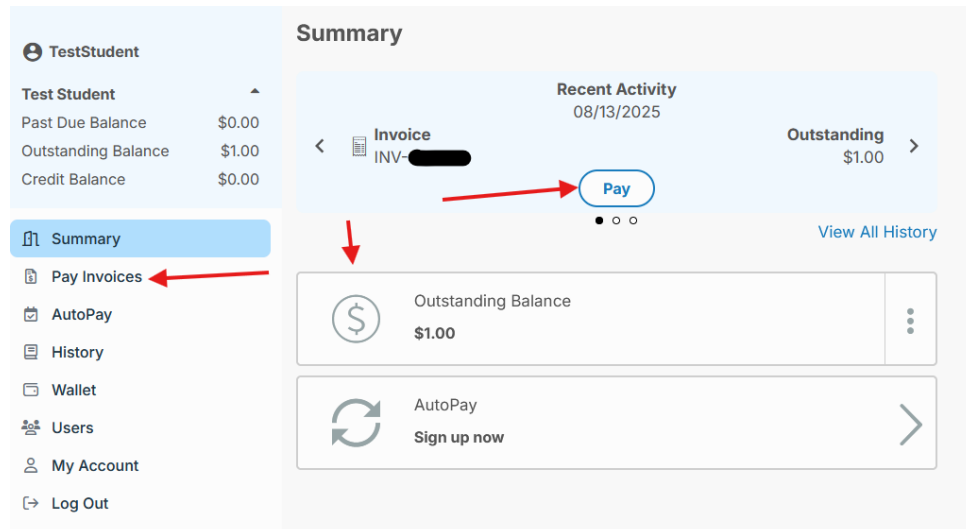 TestStudent
Test Student
Past Due Balance $0.00
Outstanding Balance $1.00
Credit Balance $0.00
Summary
Pay Invoices
AutoPay
History
Wallet
Users
My Account
Log Out
Summary
Recent Activity
08/13/2025
Invoice Outstanding
INV- $1.00
Pay
View All History
Outstanding Balance
$1.00
AutoPay
Sign up now